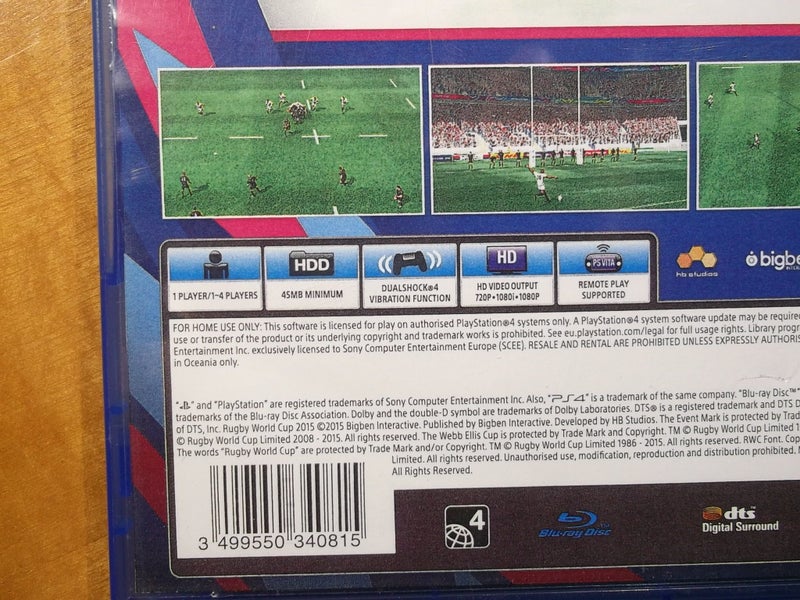 1 PLAYER/1-4 PLAYERS
HDD
45MB MINIMUM
DUALSHOCK®4
VIBRATION FUNCTION
HD
HD VIDEO OUTPUT
720P•1080i•1080P
PS VITA
REMOTE PLAY
SUPPORTED
hb studios
bigbe
FOR HOME USE ONLY: This software is licensed for play on authorised PlayStation®4 systems only. A PlayStation®4 system software update may be required
use or transfer of the product or its underlying copyright and trademark works is prohibited. See eu.playstation.com/legal for full usage rights. Library progra
Entertainment Inc. exclusively licensed to Sony Computer Entertainment Europe (SCEE). RESALE AND RENTAL ARE PROHIBITED UNLESS EXPRESSLY AUTHORIS
in Oceania only.
" " and "PlayStation" are registered trademarks of Sony Computer Entertainment Inc. Also, "PS4" is a trademark of the same company. "Blu-ray Disc™"
trademarks of the Blu-ray Disc Association. Dolby and the double-D symbol are trademarks of Dolby Laboratories. DTS® is a registered trademark and DTS D
of DTS, Inc. Rugby World Cup 2015 ©2015 Bigben Interactive. Published by Bigben Interactive. Developed by HB Studios. The Event Mark is protected by Trad
© Rugby World Cup Limited 2008 - 2015. All rights reserved. The Webb Ellis Cup is protected by Trade Mark and Copyright. TM © Rugby World Cup Limited 1
The words "Rugby World Cup" are protected by Trade Mark and/or Copyright. TM © Rugby World Cup Limited 1986 - 2015. All rights reserved. RWC Font. Cop
Limited. All rights reserved. Unauthorised use, modification, reproduction and distribution prohibited.
All Rights Reserved.
3 499550 340815
4
Blu-ray Disc™
dts
Digital Surround